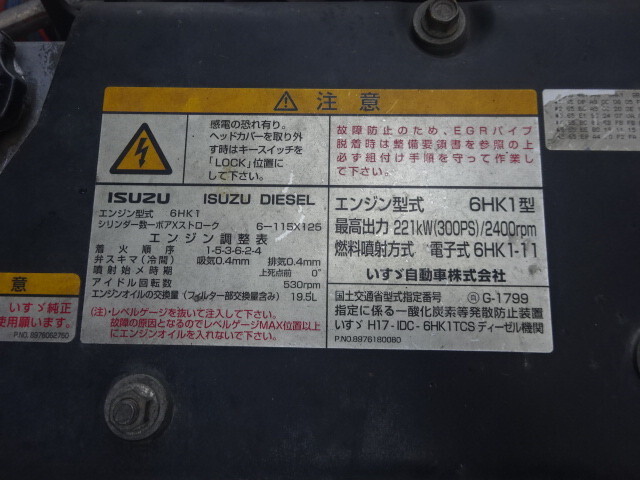 ⚠ 注意
感電の恐れ有り。
ヘッドカバーを取り外
す時はキースイッチを
「LOCK」位置に
して下さい。
故障防止のため、EGRパイプ
脱着時は整備要領書を参照の上
必ず組付け手順を守って作業し
て下さい。
ISUZU ISUZU DIESEL
エンジン型式 6HK1
シリンダ数−ボアXストローク 6−115X125
エンジン調整表
着火順序 1-5-3-6-2-4
弁スキマ(冷間) 吸気0.4mm 排気0.4mm
噴射始メ時期 上死点前 0°
アイドル回転数 530rpm
エンジンオイルの交換量(フィルター部交換量含み) 19.5L
(注)・レベルゲージを抜いて注入して下さい。
故障の原因となるのでレベルゲージMAX位置以上
にエンジンオイルを入れないで下さい。
エンジン型式 6HK1型
最高出力 221kW(300PS)/2400rpm
燃料噴射方式 電子式6HK1-11
いすゞ自動車株式会社
国土交通省型式指定番号 Ⓡ G-1799
指定に係る一酸化炭素等発散防止装置
いすゞ H17-IDC-6HK1TCS ディーゼル機関
P.NO.8976180080
意
いすゞ純正
使用願います。
P.NO.8976062750